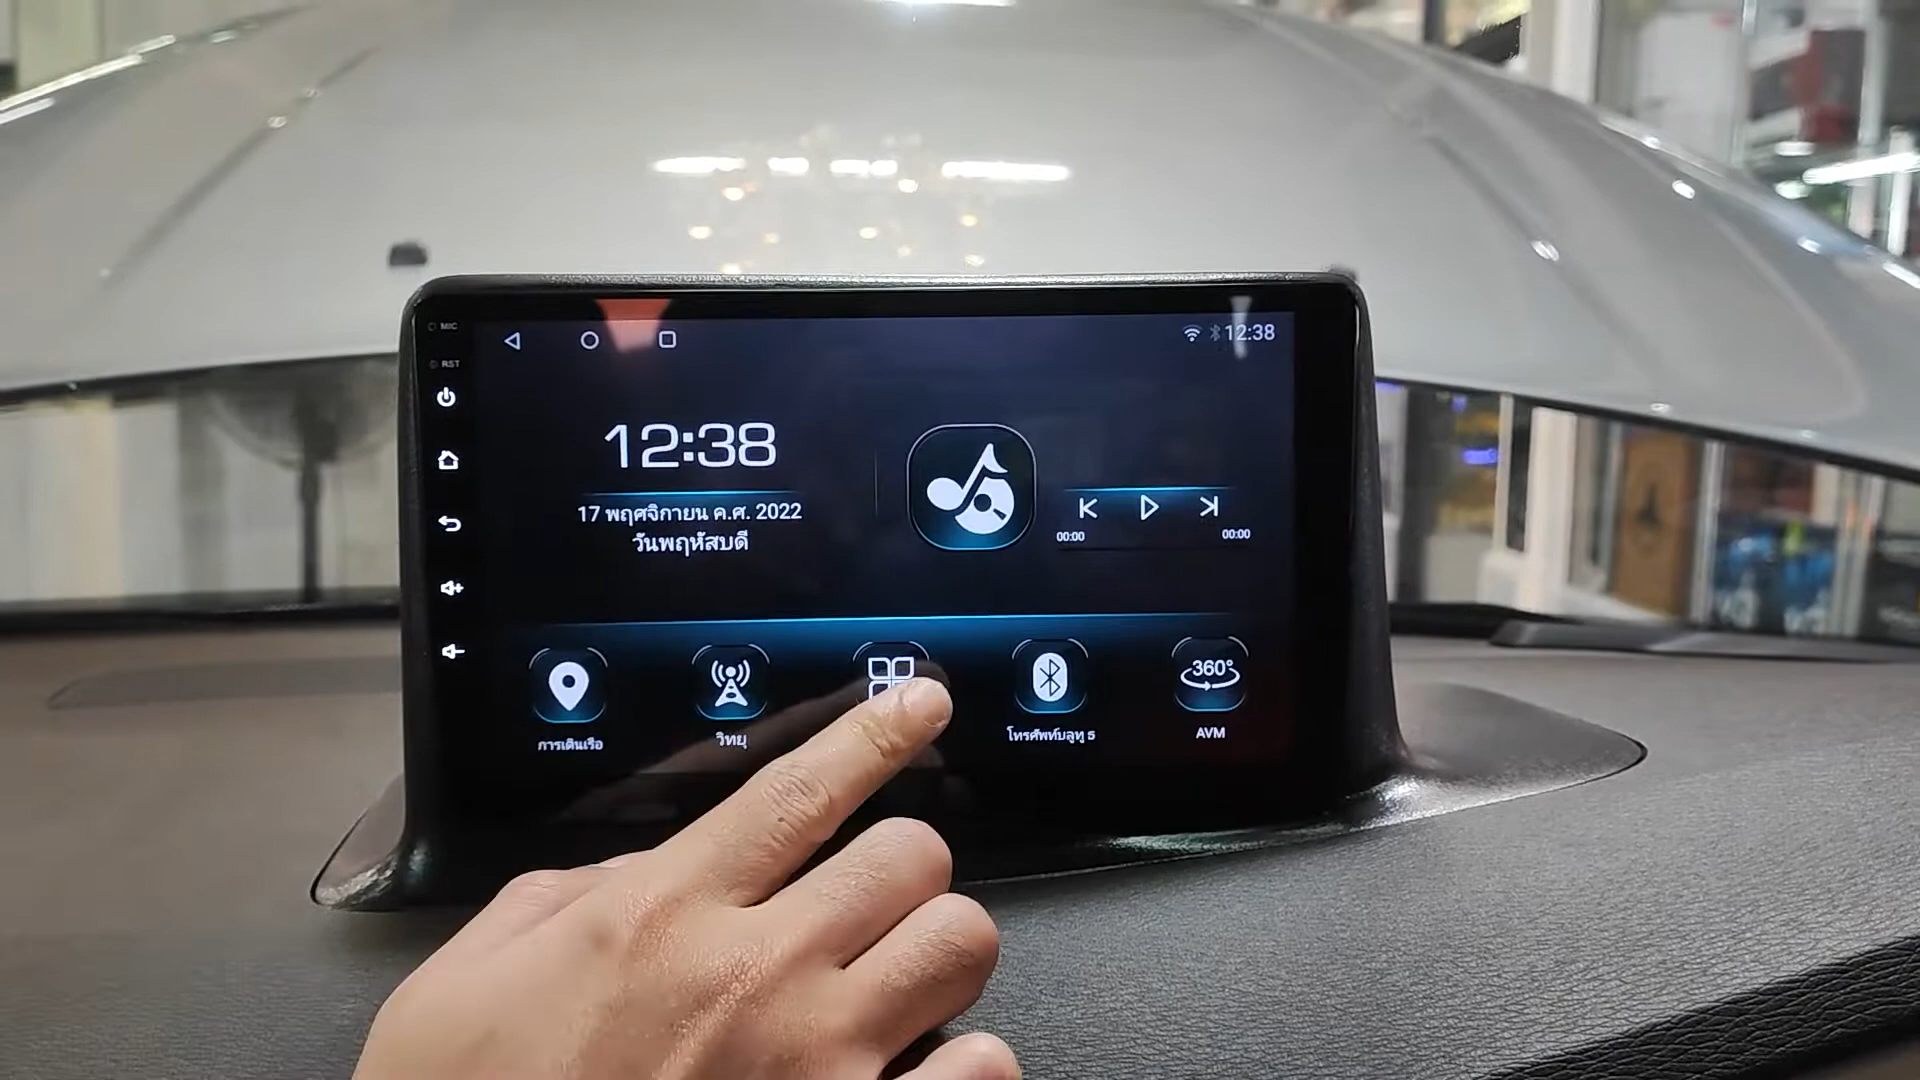 MIC
RST
12:38
12:38
17 พฤศจิกายน ค.ศ. 2022
วันพฤหัสบดี
00:00
00:00
การเดินเรือ
วิทยุ
โทรศัพท์บลูทู 5
360°
AVM